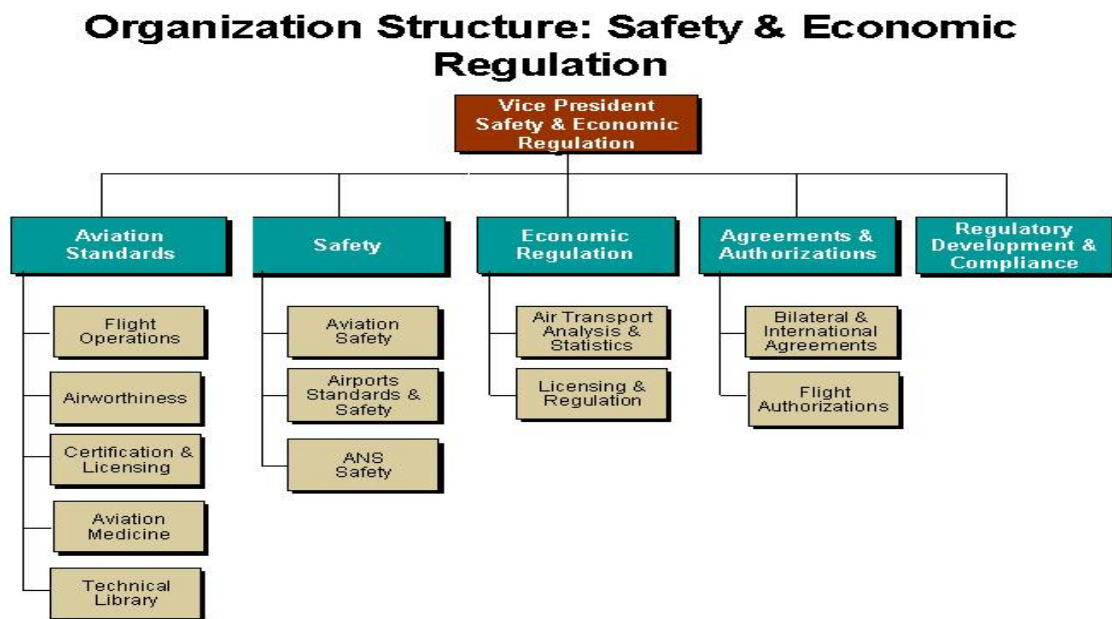 Organization Structure: Safety & Economic
Regulation
Vice President
Safety & Economic
Regulation
Aviation
Standards
Safety
Economic
Regulation
Agreements &
Authorizations
Regulatory
Development &
Compliance
Flight
Operations
Airworthiness
Certification &
Licensing
Aviation
Medicine
Technical
Library
Aviation
Safety
Airports
Standards &
Safety
ANS
Safety
Air Transport
Analysis &
Statistics
Licensing &
Regulation
Bilateral &
International
Agreements
Flight
Authorizations